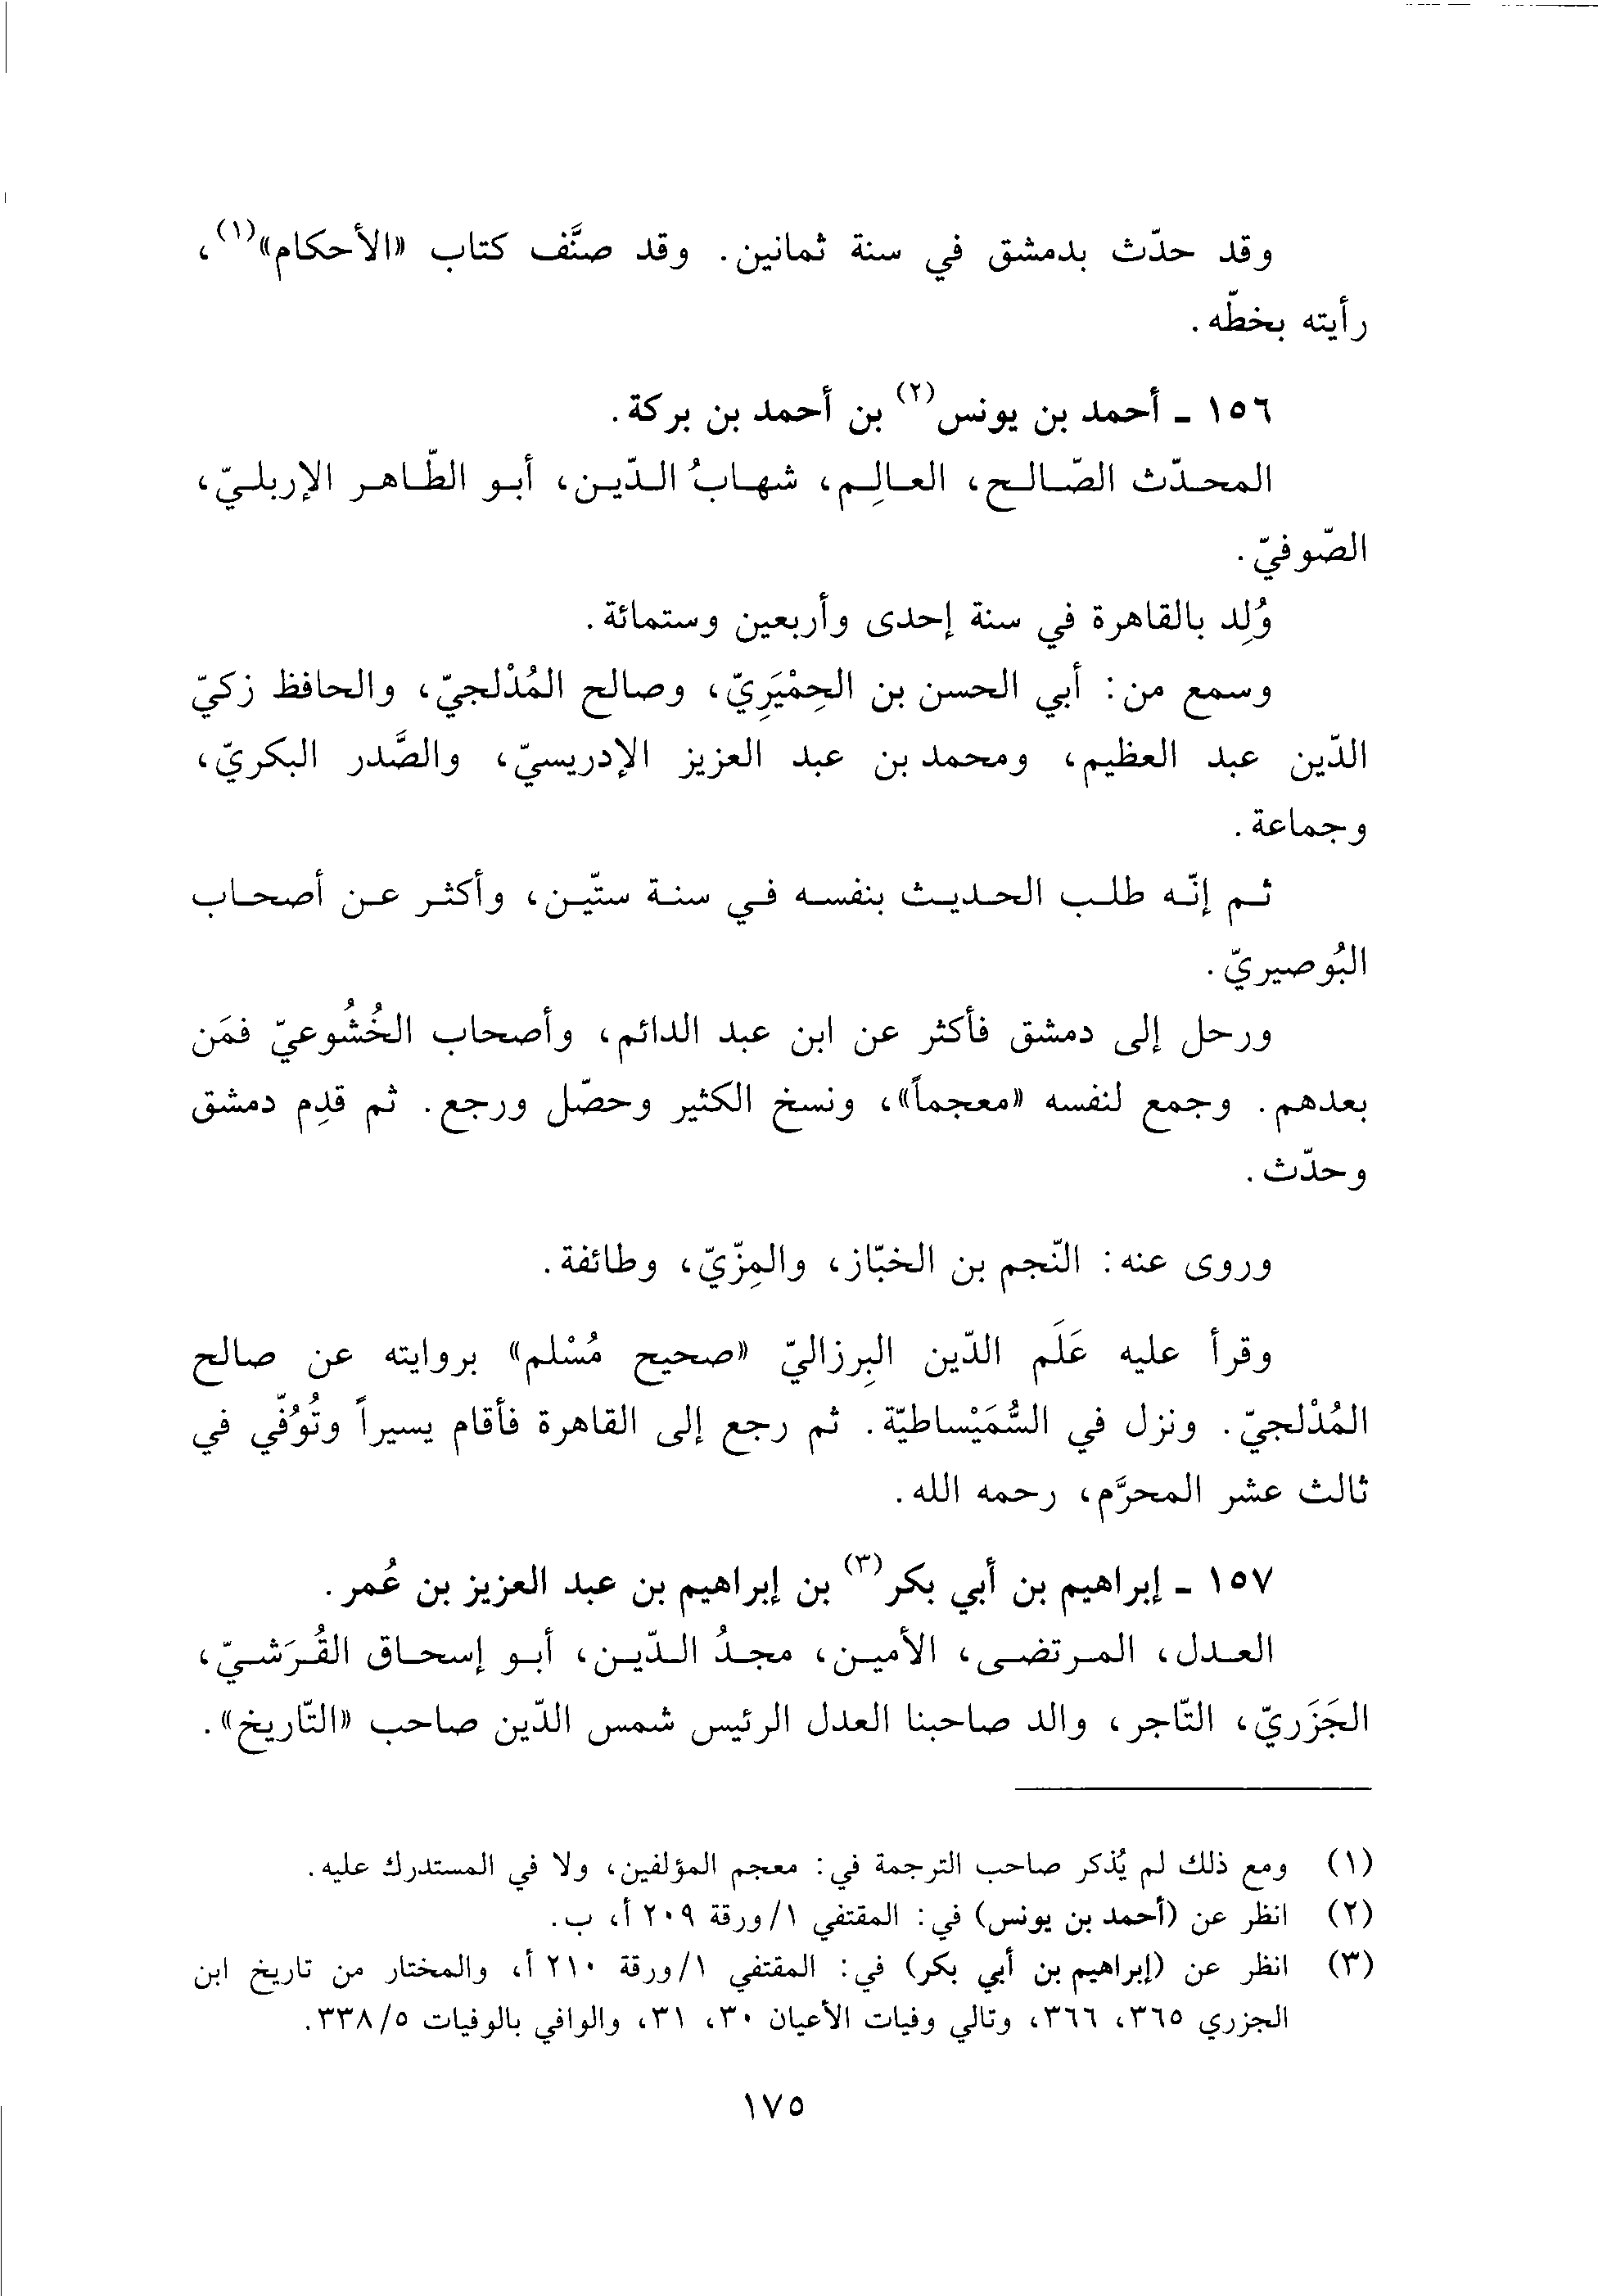 وقد حدّث بدمشق في سنة ثمانين. وقد صنَّف كتاب «الأحكام»(١)،
رأيته بخطّه.
١٥٦ - أحمد بن يونس(٢) بن أحمد بن بركة.
المحدّث الصّالح، العالِم، شهابُ الدّين، أبو الطّاهر الإربليّ،
الصّوفيّ.
وُلِد بالقاهرة في سنة إحدى وأربعين وستمائة.
وسمع من: أبي الحسن بن الحِمْيَرِيّ، وصالح المُدْلجيّ، والحافظ زكيّ
الدّين عبد العظيم، ومحمد بن عبد العزيز الإدريسيّ، والصَّدر البكريّ،
وجماعة.
ثم إنّه طلب الحديث بنفسه في سنة ستّين، وأكثر عن أصحاب
البُوصيريّ.
ورحل إلى دمشق فأكثر عن ابن عبد الدائم، وأصحاب الخُشُوعيّ فمَن
بعدهم. وجمع لنفسه «معجماً»، ونسخ الكثير وحصّل ورجع. ثم قدِم دمشق
وحدّث.
وروى عنه: النّجم بن الخبّاز، والمِزّيّ، وطائفة.
وقرأ عليه عَلَم الدّين البِرزاليّ «صحيح مُسْلم» بروايته عن صالح
المُدْلجيّ. ونزل في السُّمَيْساطيّة. ثم رجع إلى القاهرة فأقام يسيراً وتُوُفّي في
ثالث عشر المحرَّم، رحمه الله.
١٥٧ - إبراهيم بن أبي بكر(٣) بن إبراهيم بن عبد العزيز بن عُمر.
العدل، المرتضى، الأمين، مجدُ الدّين، أبو إسحاق القُرَشيّ،
الجَزَريّ، التّاجر، والد صاحبنا العدل الرئيس شمس الدّين صاحب «التّاريخ».
(١) ومع ذلك لم يُذكر صاحب الترجمة في: معجم المؤلفين، ولا في المستدرك عليه.
(٢) انظر عن (أحمد بن يونس) في: المقتفي ١/ورقة ٢٠٩ أ، ب.
(٣) انظر عن (إبراهيم بن أبي بكر) في: المقتفي ١/ورقة ٢١٠ أ، والمختار من تاريخ ابن
الجزري ٣٦٥، ٣٦٦، وتالي وفيات الأعيان ٣٠، ٣١، والوافي بالوفيات ٣٣٨/٥.
١٧٥